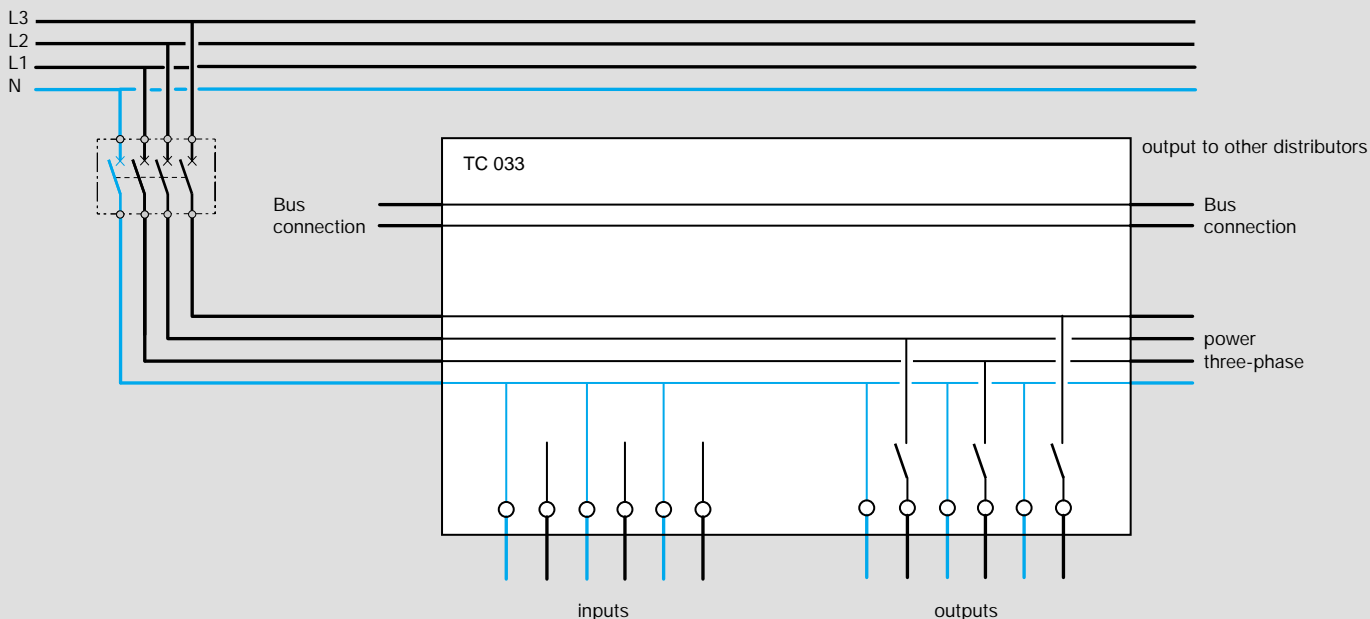 L3
L2
L1
N
output to other distributors
TC 033
Bus
connection
Bus
connection
power
three-phase
inputs
outputs